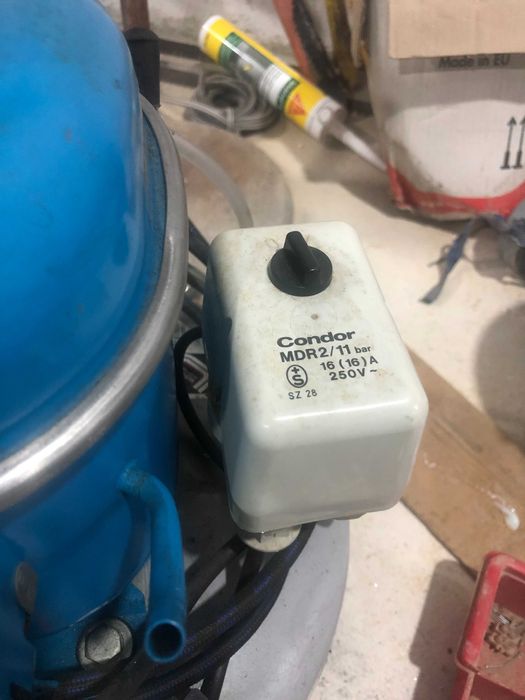 Made in EU
Condor
MDR2/11 bar
16 (16) A
250V~
+S
SZ 28